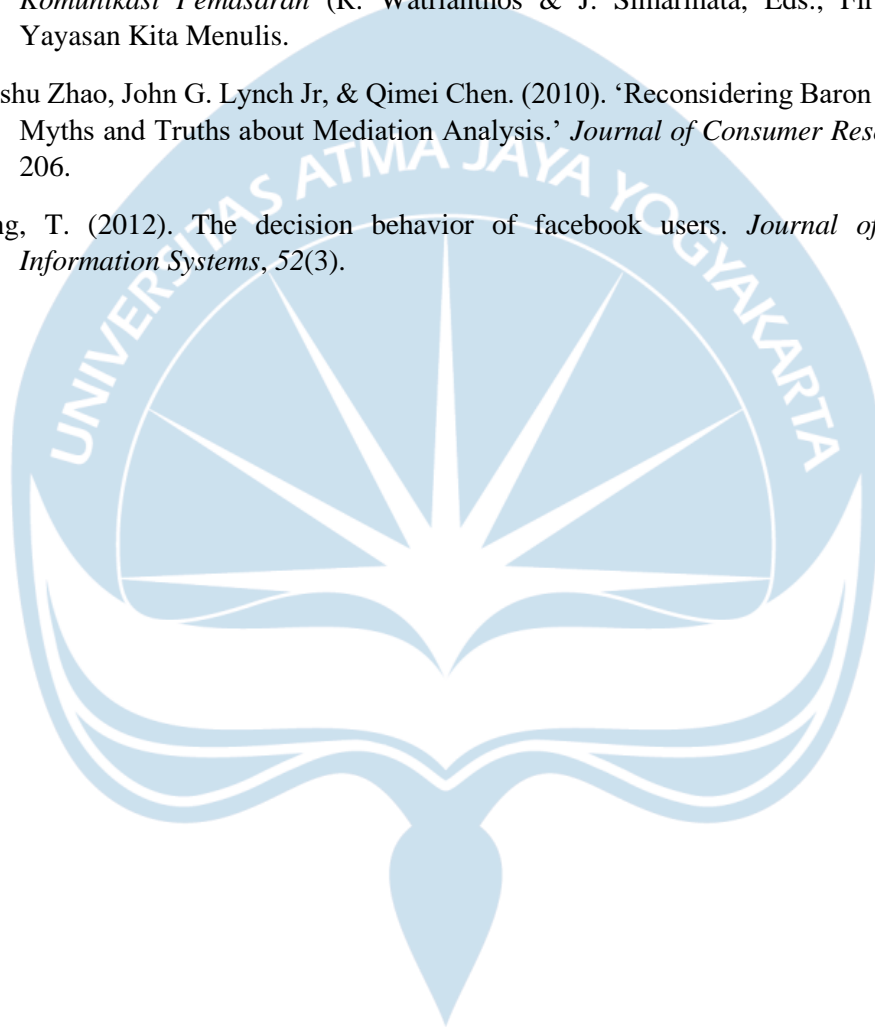 Komunikasi Pemasaran (R. Watrianthos & J. Simarmata, Eds.; Fir
Yayasan Kita Menulis.
shu Zhao, John G. Lynch Jr, & Qimei Chen. (2010). ‘Reconsidering Baron
Myths and Truths about Mediation Analysis.’ Journal of Consumer Rese
206.
ng, T. (2012). The decision behavior of facebook users. Journal of
Information Systems, 52(3).
UNIVERSITAS ATMA JAYA YOGYAKARTA